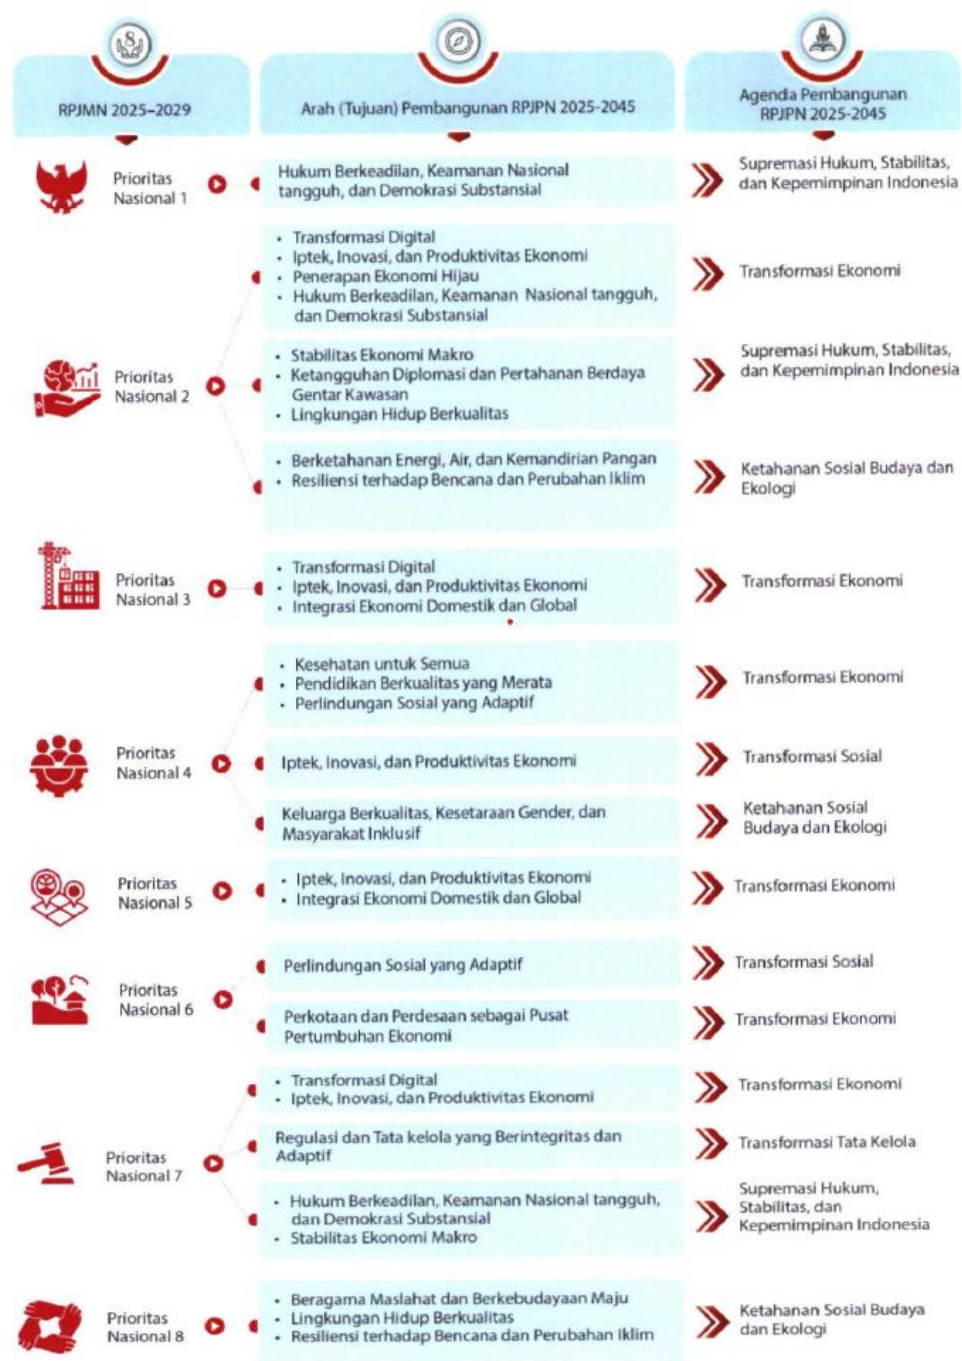 8
RPJMN 2025–2029
Arah (Tujuan) Pembangunan RPJPN 2025-2045
Agenda Pembangunan
RPJPN 2025-2045
Prioritas
Nasional 1
Hukum Berkeadilan, Keamanan Nasional
tangguh, dan Demokrasi Substansial
Supremasi Hukum, Stabilitas,
dan Kepemimpinan Indonesia
Prioritas
Nasional 2
• Transformasi Digital
• Iptek, Inovasi, dan Produktivitas Ekonomi
• Penerapan Ekonomi Hijau
• Hukum Berkeadilan, Keamanan Nasional tangguh,
dan Demokrasi Substansial
Transformasi Ekonomi
• Stabilitas Ekonomi Makro
• Ketangguhan Diplomasi dan Pertahanan Berdaya
Gentar Kawasan
• Lingkungan Hidup Berkualitas
Supremasi Hukum, Stabilitas,
dan Kepemimpinan Indonesia
• Berketahanan Energi, Air, dan Kemandirian Pangan
• Resiliensi terhadap Bencana dan Perubahan Iklim
Ketahanan Sosial Budaya dan
Ekologi
Prioritas
Nasional 3
• Transformasi Digital
• Iptek, Inovasi, dan Produktivitas Ekonomi
• Integrasi Ekonomi Domestik dan Global
Transformasi Ekonomi
Prioritas
Nasional 4
• Kesehatan untuk Semua
• Pendidikan Berkualitas yang Merata
• Perlindungan Sosial yang Adaptif
Transformasi Ekonomi
Iptek, Inovasi, dan Produktivitas Ekonomi
Transformasi Sosial
Keluarga Berkualitas, Kesetaraan Gender, dan
Masyarakat Inklusif
Ketahanan Sosial
Budaya dan Ekologi
Prioritas
Nasional 5
• Iptek, Inovasi, dan Produktivitas Ekonomi
• Integrasi Ekonomi Domestik dan Global
Transformasi Ekonomi
Prioritas
Nasional 6
Perlindungan Sosial yang Adaptif
Transformasi Sosial
Perkotaan dan Perdesaan sebagai Pusat
Pertumbuhan Ekonomi
Transformasi Ekonomi
Prioritas
Nasional 7
• Transformasi Digital
• Iptek, Inovasi, dan Produktivitas Ekonomi
Transformasi Ekonomi
Regulasi dan Tata kelola yang Berintegritas dan
Adaptif
Transformasi Tata Kelola
• Hukum Berkeadilan, Keamanan Nasional tangguh,
dan Demokrasi Substansial
• Stabilitas Ekonomi Makro
Supremasi Hukum,
Stabilitas, dan
Kepemimpinan Indonesia
Prioritas
Nasional 8
• Beragama Maslahat dan Berkebudayaan Maju
• Lingkungan Hidup Berkualitas
• Resiliensi terhadap Bencana dan Perubahan Iklim
Ketahanan Sosial Budaya
dan Ekologi